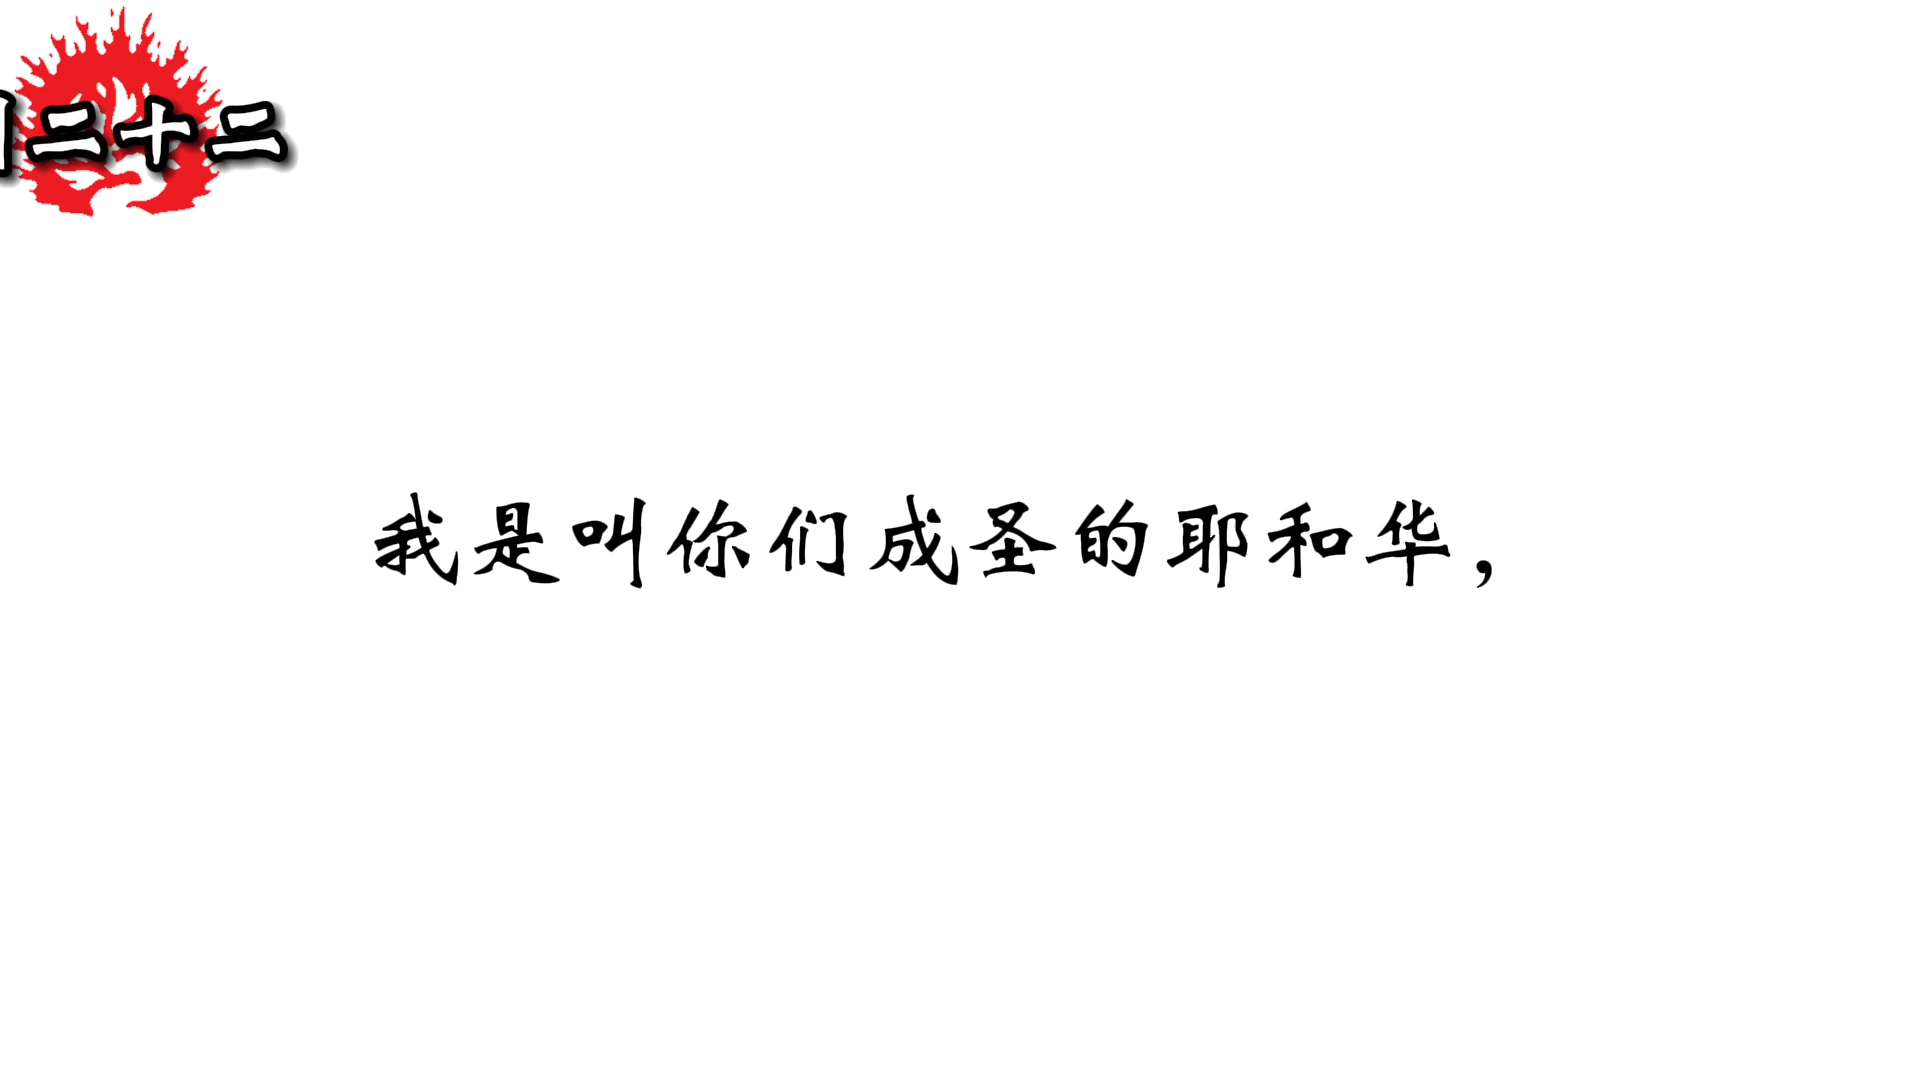 二十二
我是叫你们成圣的耶和华，